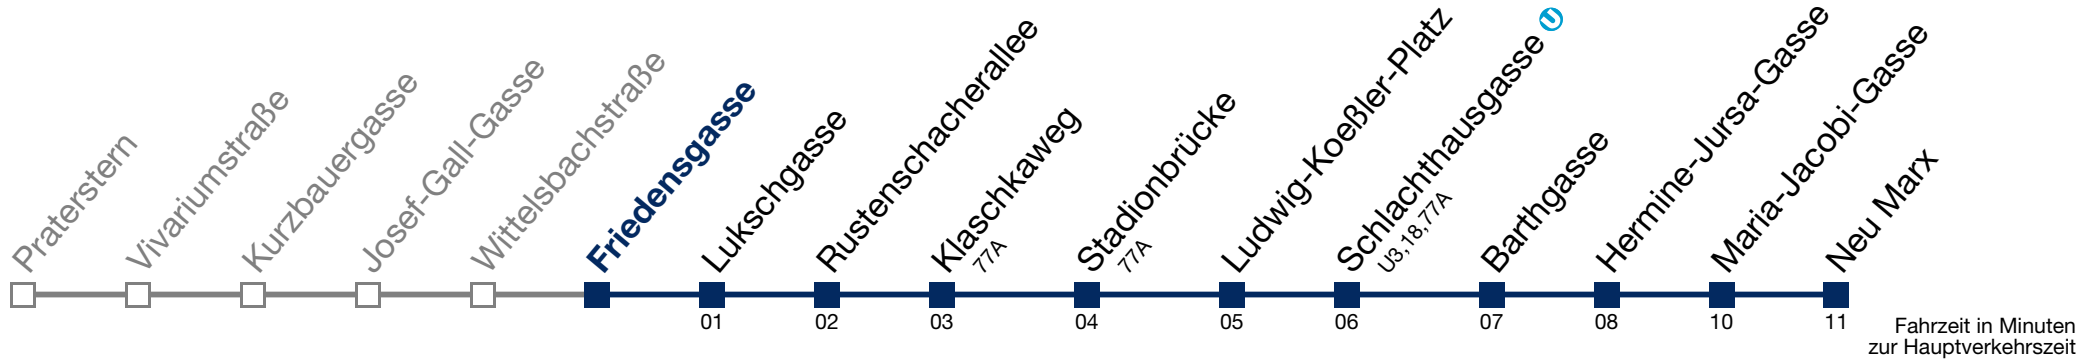 Praterstern
Vivariumstraße
Kurzbauergasse
Josef-Gall-Gasse
Wittelsbachstraße
Friedensgasse
Lukschgasse
Rustenschacherallee
Klaschkaweg
77A
Stadionbrücke
77A
Ludwig-Koeßler-Platz
Schlachthausgasse U
U3,18,77A
Barthgasse
Hermine-Jursa-Gasse
Maria-Jacobi-Gasse
Neu Marx
01 02 03 04 05 06 07 08 10 11
Fahrzeit in Minuten
zur Hauptverkehrszeit